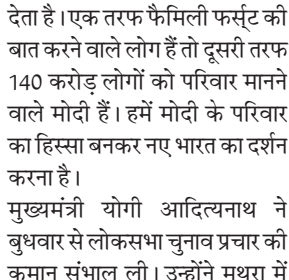 देता है। एक तरफ फैमिली फर्स्ट की
बात करने वाले लोग हैं तो दूसरी तरफ
140 करोड़ लोगों को परिवार मानने
वाले मोदी हैं। हमें मोदी के परिवार
का हिस्सा बनकर नए भारत का दर्शन
करना है।
मुख्यमंत्री योगी आदित्यनाथ ने
बुधवार से लोकसभा चुनाव प्रचार की
कमान संभाल ली। उन्होंने मथुरा में